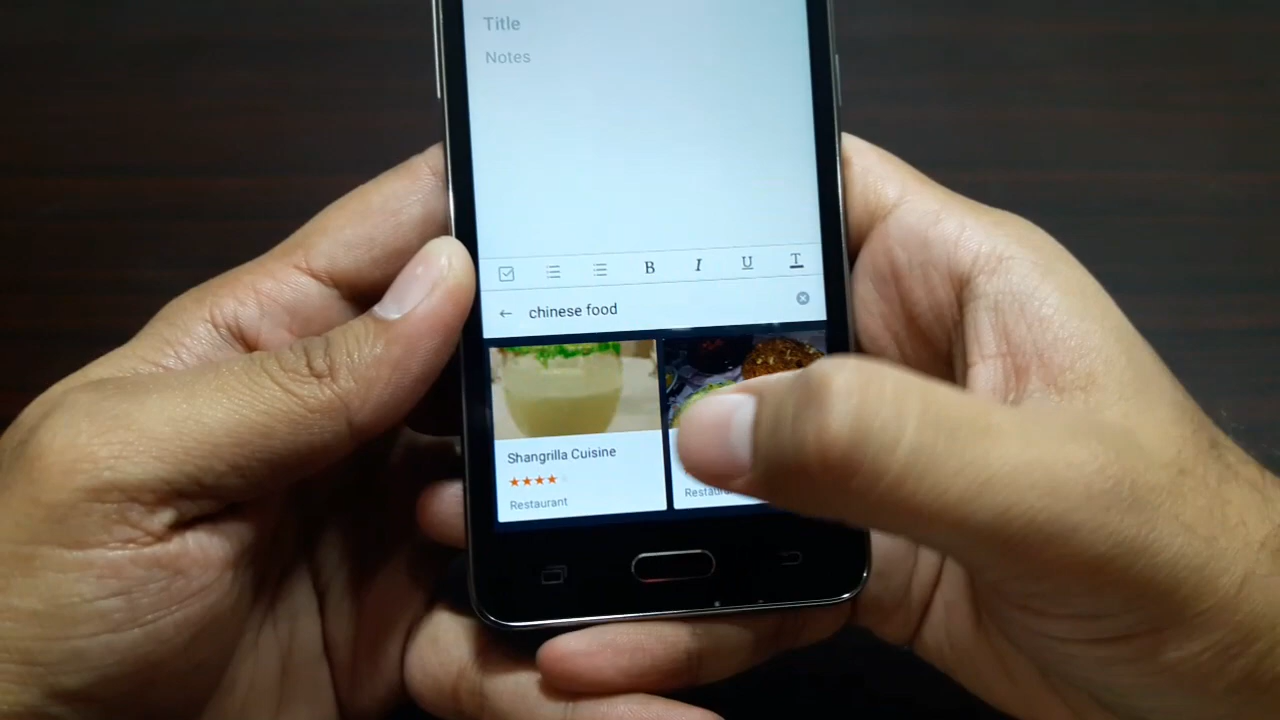 Title
Notes
B I U T
chinese food
Shangrilla Cuisine
Restaurant